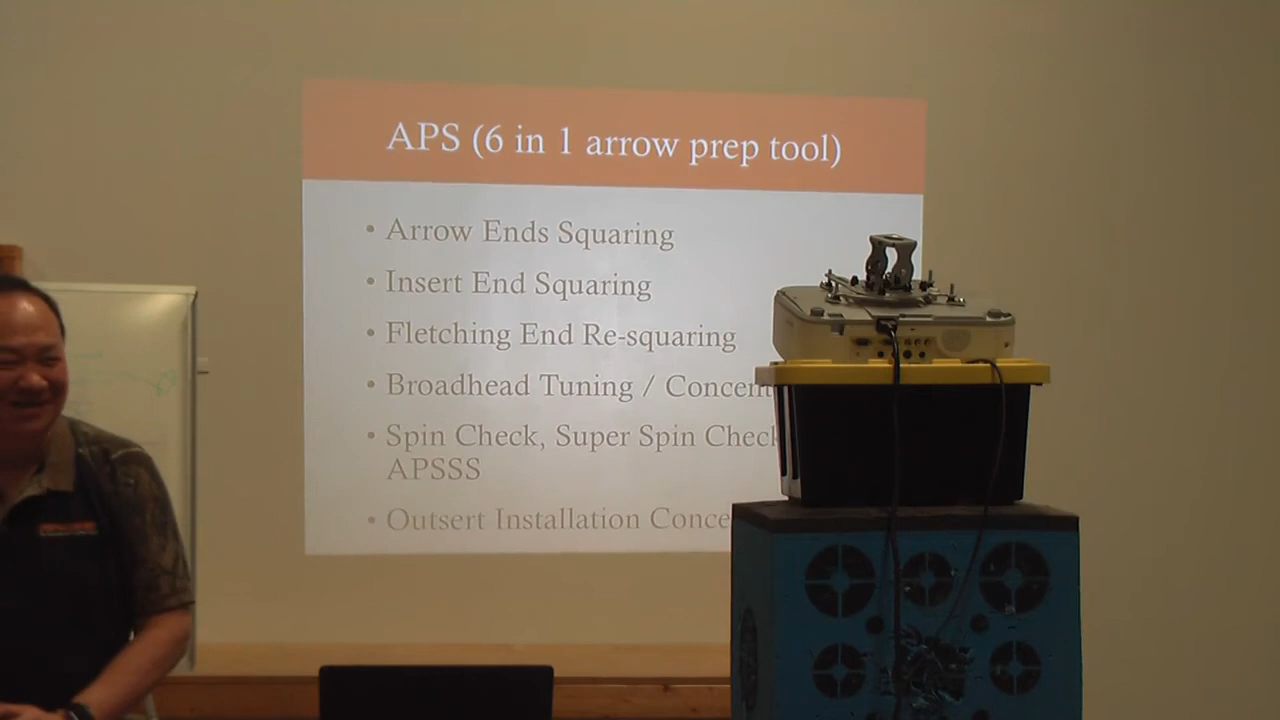 APS (6 in 1 arrow prep tool)
• Arrow Ends Squaring
• Insert End Squaring
• Fletching End Re-squaring
• Broadhead Tuning / Concent
• Spin Check, Super Spin Check
APSSS
• Outsert Installation Conce